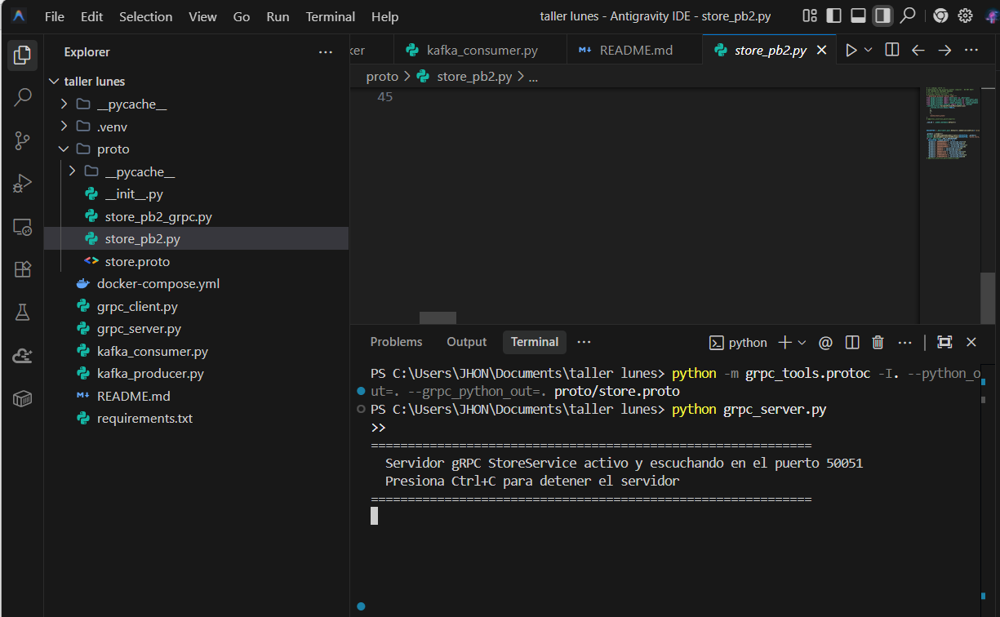 File Edit Selection View Go Run Terminal Help
taller lunes - Antigravity IDE - store_pb2.py
Explorer
ker
kafka_consumer.py
README.md
store_pb2.py
proto > store_pb2.py > ...
taller lunes
__pycache__
.venv
proto
__pycache__
__init__.py
store_pb2_grpc.py
store_pb2.py
store.proto
docker-compose.yml
grpc_client.py
grpc_server.py
kafka_consumer.py
kafka_producer.py
README.md
requirements.txt
45
Problems Output Terminal
python
PS C:\Users\JHON\Documents\taller lunes> python -m grpc_tools.protoc -I. --python_o
ut=. --grpc_python_out=. proto/store.proto
PS C:\Users\JHON\Documents\taller lunes> python grpc_server.py
>>
============================================================
Servidor gRPC StoreService activo y escuchando en el puerto 50051
Presiona Ctrl+C para detener el servidor
============================================================